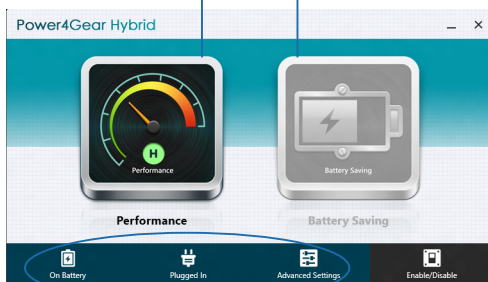 Power4Gear Hybrid
H
Performance
Battery Saving
Performance
Battery Saving
On Battery
Plugged In
Advanced Settings
Enable/Disable